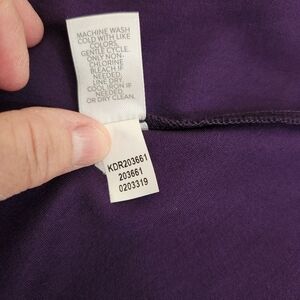 MACHINE WASH
COLD WITH LIKE
COLORS,
GENTLE CYCLE.
ONLY NON-
CHLORINE
BLEACH IF
NEEDED.
LINE DRY.
COOL IRON IF
NEEDED,
OR DRY CLEAN.
KDR203661
203661
0203319